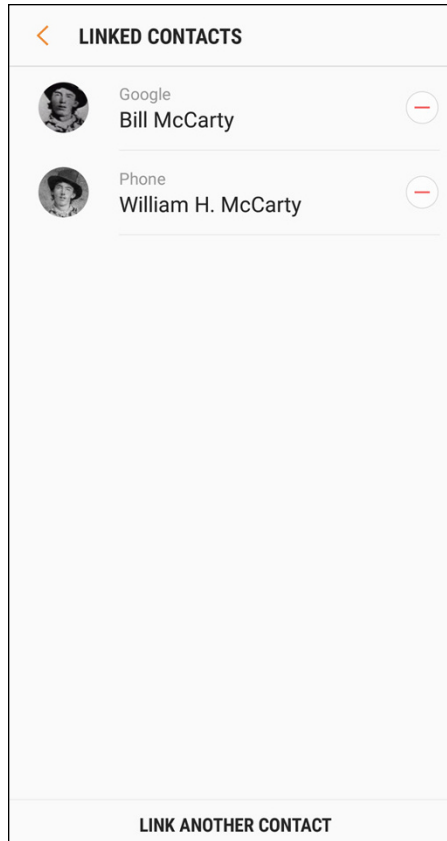 LINKED CONTACTS
Google
Bill McCarty
Phone
William H. McCarty
LINK ANOTHER CONTACT